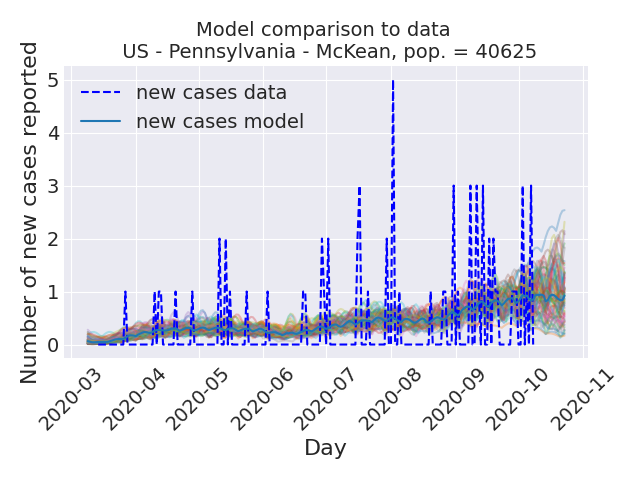 Model comparison to data
US - Pennsylvania - McKean, pop. = 40625
Number of new cases reported
5
4
3
2
1
0
new cases data
new cases model
2020-03
2020-04
2020-05
2020-06
2020-07
2020-08
2020-09
2020-10
2020-11
Day